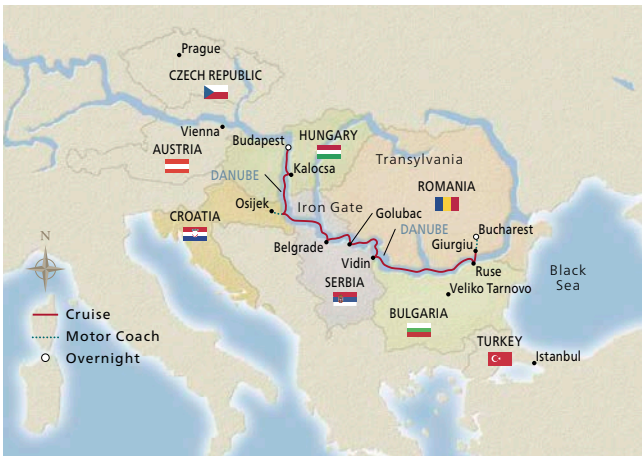 Prague
CZECH REPUBLIC
Vienna
Budapest
HUNGARY
AUSTRIA
Transylvania
Kalocsa
DANUBE
ROMANIA
Osijek
Iron Gate
Golubac
CROATIA
Bucharest
DANUBE
N
Belgrade
Giurgiu
Vidin
Ruse
Black
Sea
SERBIA
Veliko Tarnovo
BULGARIA
Cruise
Motor Coach
TURKEY
Overnight
Istanbul